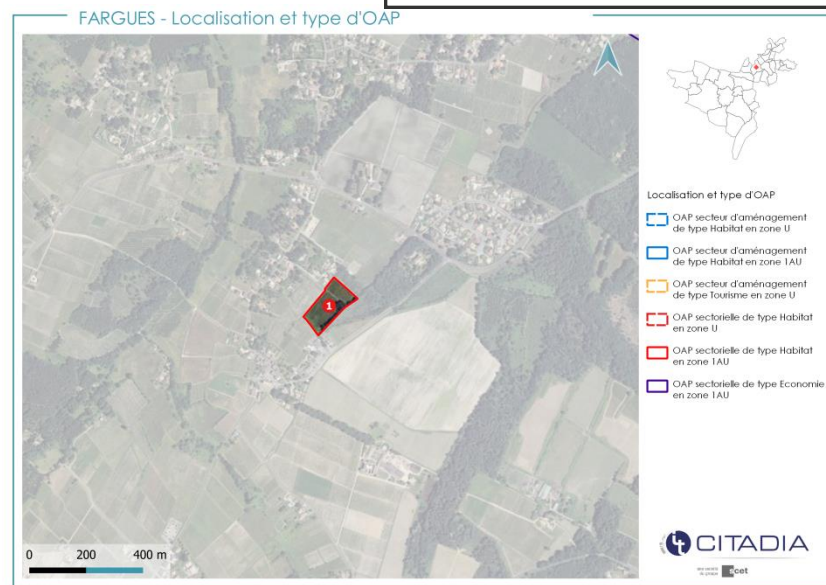 FARGUES - Localisation et type d'OAP
1
0 200 400 m
Localisation et type d'OAP
OAP secteur d'aménagement
de type Habitat en zone U
OAP secteur d'aménagement
de type Habitat en zone 1AU
OAP secteur d'aménagement
de type Tourisme en zone U
OAP sectorielle de type Habitat
en zone U
OAP sectorielle de type Habitat
en zone 1AU
OAP sectorielle de type Economie
en zone 1AU
CITADIA
scet